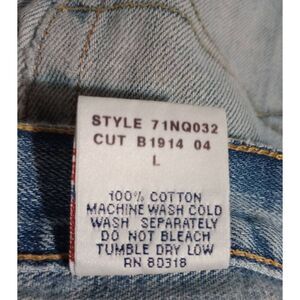 STYLE 71NQ032
CUT B1914 04
L
100% COTTON
MACHINE WASH COLD
WASH SEPARATELY
DO NOT BLEACH
TUMBLE DRY LOW
RN 80318